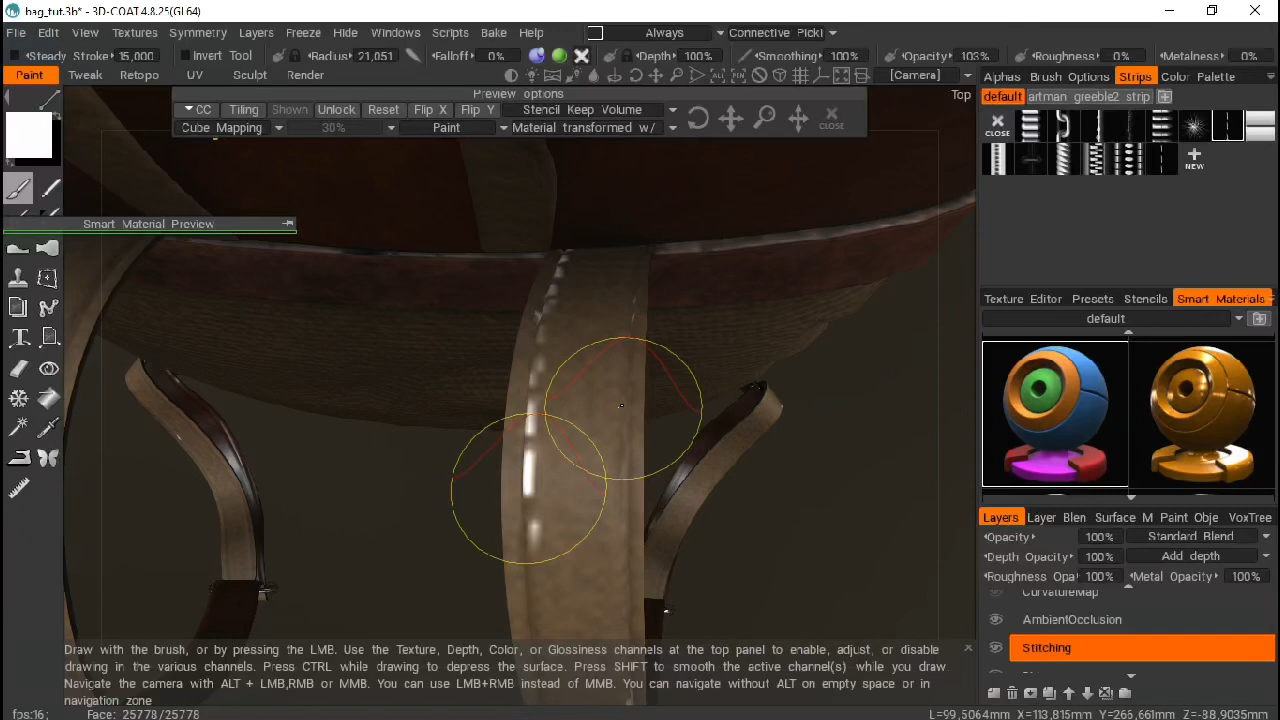 bag_tut.3b* - 3D-COAT4.8.25(GL64)
File Edit View Textures Symmetry Layers Freeze Hide Windows Scripts Bake Help Always Connective Picki
Steady Stroke 15,000 Invert Tool Radius 21,051 Falloff 0% Depth 100% Smoothing 100% Opacity 103% Roughness 0% Metalness 0%
Paint Tweak Retopo UV Sculpt Render [Camera] Alphas Brush Options Strips Color Palette
Preview options Top
default artman greeble2 strip
CC Tiling Shown Unlock Reset Flip X Flip Y Stencil Keep Volume
CLOSE
Cube Mapping 30% Paint Material transformed w/
CLOSE
NEW
Smart Material Preview
Texture Editor Presets Stencils Smart Materials
default
Layers Layer Blen Surface M Paint Obje VoxTree
Opacity 100% Standard Blend
Depth Opacity 100% Add depth
Roughness Opa 100% Metal Opacity 100%
CurvatureMap
AmbientOcclusion
Stitching
Draw with the brush, or by pressing the LMB. Use the Texture, Depth, Color, or Glossiness channels at the top panel to enable, adjust, or disable
drawing in the various channels. Press CTRL while drawing to depress the surface. Press SHIFT to smooth the active channel(s) while you draw.
Navigate the camera with ALT + LMB,RMB or MMB. You can use LMB+RMB instead of MMB. You can navigate without ALT on empty space or in
navigation zone
fps:16; Face: 25778/25778 L=99,5064mm X=113,815mm Y=266,661mm Z=-88,9035mm